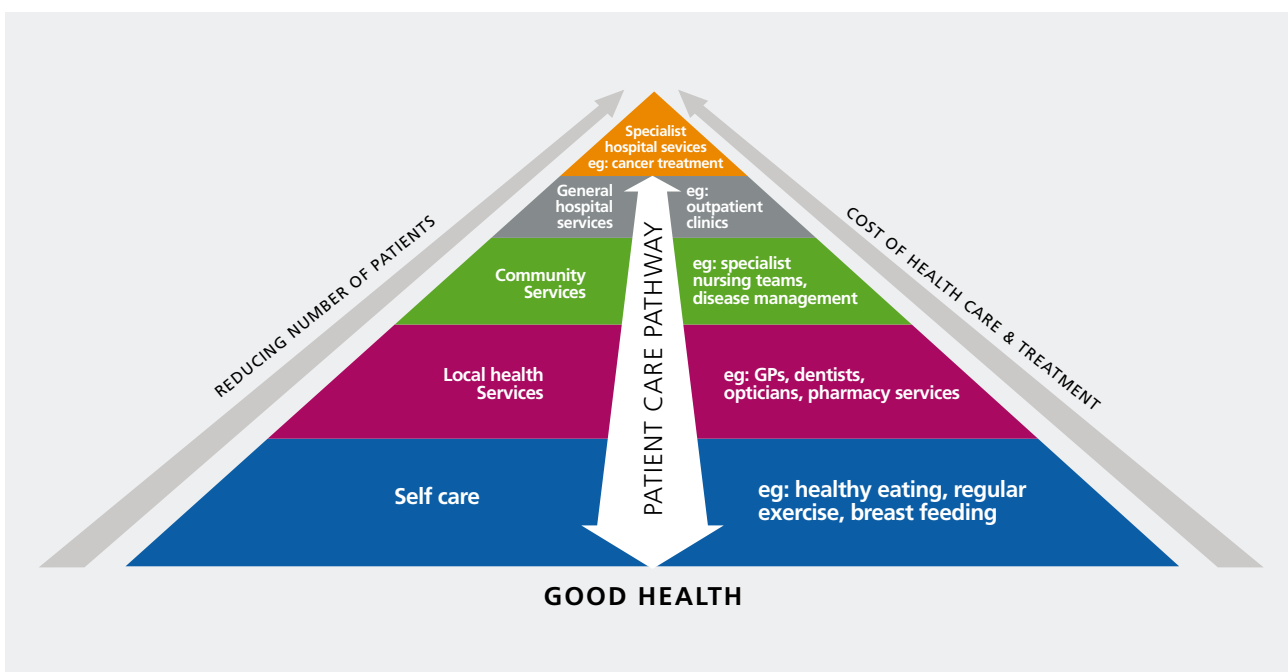 Specialist
hospital sevices
eg: cancer treatment
General
hospital
services
eg:
outpatient
clinics
Community
Services
eg: specialist
nursing teams,
disease management
Local health
Services
eg: GPs, dentists,
opticians, pharmacy services
Self care
eg: healthy eating, regular
exercise, breast feeding
PATIENT CARE PATHWAY
REDUCING NUMBER OF PATIENTS
COST OF HEALTH CARE & TREATMENT
GOOD HEALTH